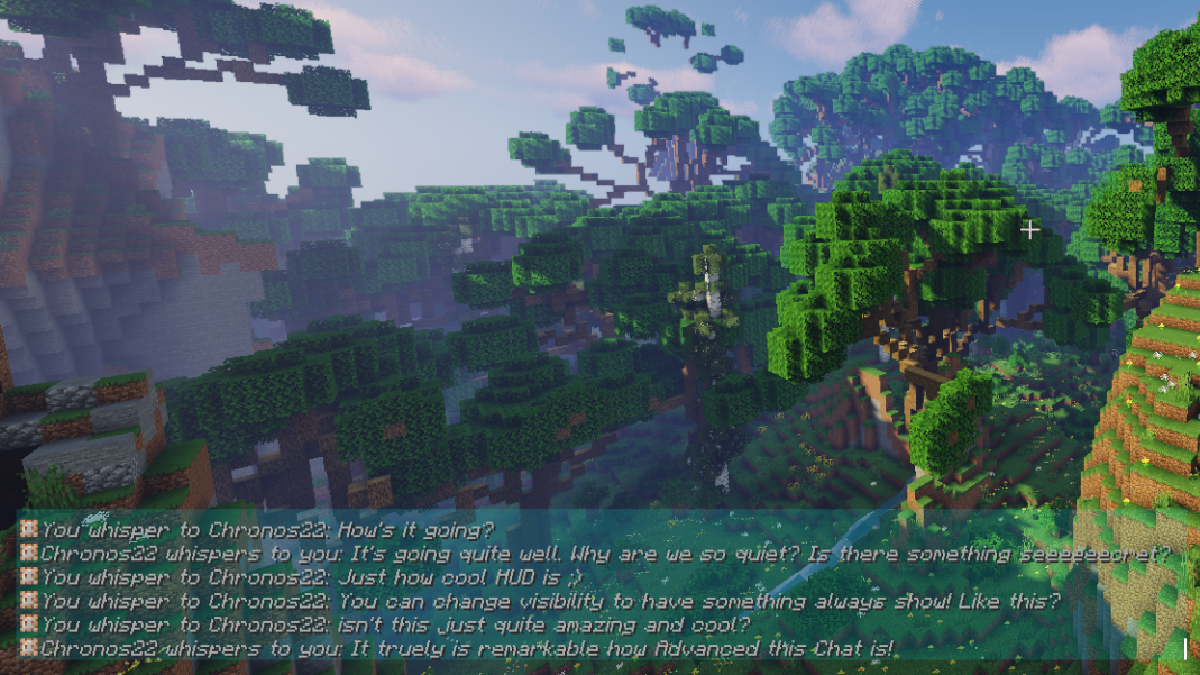 You whisper to Chronos22: How's it going?
Chronos22 whispers to you: It's going quite well. Why are we so quiet? Is there something seeeeeecret?
You whisper to Chronos22: Just how cool HUD is ;)
You whisper to Chronos22: You can change visibility to have something always show! Like this?
You whisper to Chronos22: isn't this just quite amazing and cool?
Chronos22 whispers to you: It truely is remarkable how Advanced this Chat is!